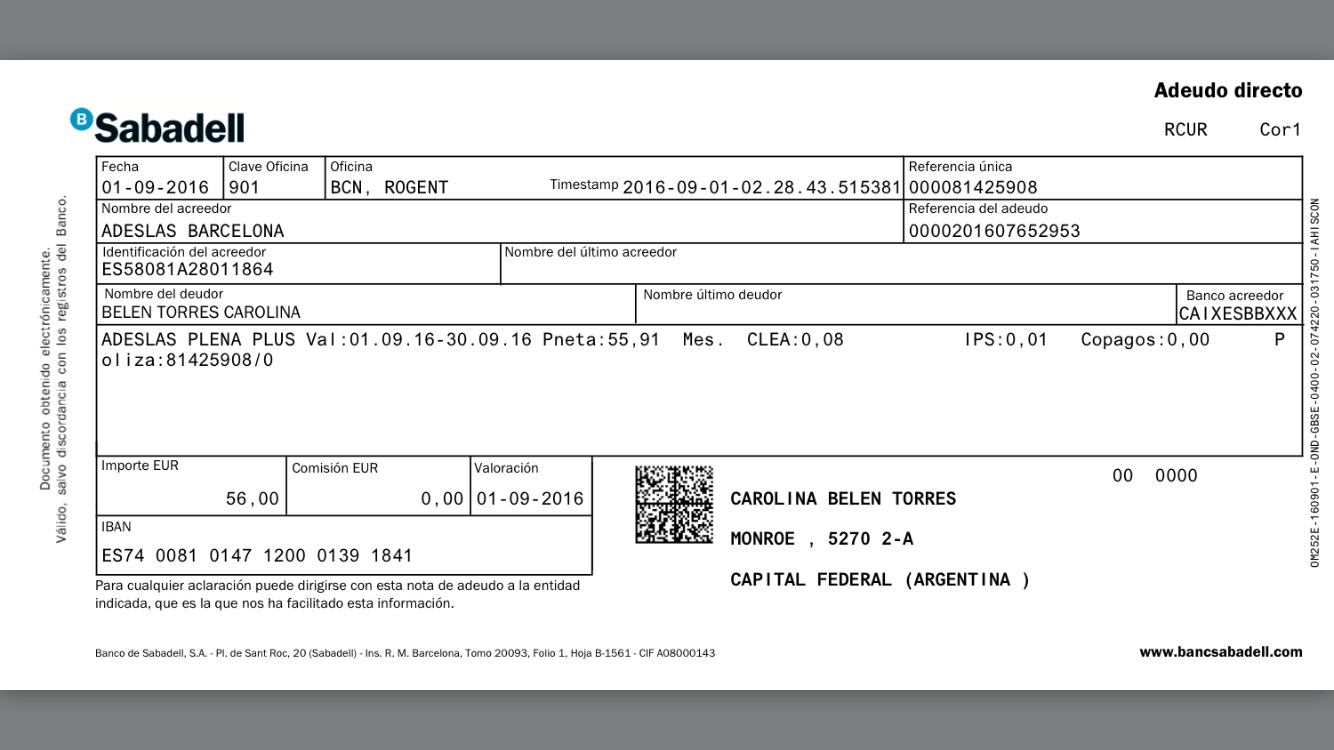 Adeudo directo
B Sabadell
RCUR Cor1
Fecha Clave Oficina Oficina Referencia única
01-09-2016 901 BCN, ROGENT Timestamp 2016-09-01-02.28.43.515381 000081425908
Nombre del acreedor Referencia del adeudo
ADESLAS BARCELONA 0000201607652953
Identificación del acreedor Nombre del último acreedor
ES58081A28011864
Nombre del deudor Nombre último deudor Banco acreedor
BELEN TORRES CAROLINA CAIXESBBXXX
ADESLAS PLENA PLUS Val:01.09.16-30.09.16 Pneta:55,91 Mes. CLEA:0,08 IPS:0,01 Copagos:0,00 P
oliza:81425908/0
Importe EUR Comisión EUR Valoración
56,00 0,00 01-09-2016
00 0000
IBAN
ES74 0081 0147 1200 0139 1841
CAROLINA BELEN TORRES
MONROE , 5270 2-A
CAPITAL FEDERAL (ARGENTINA )
Para cualquier aclaración puede dirigirse con esta nota de adeudo a la entidad
indicada, que es la que nos ha facilitado esta información.
Banco de Sabadell, S.A. - Pl. de Sant Roc, 20 (Sabadell) - Ins. R. M. Barcelona, Tomo 20093, Folio 1, Hoja B-1561 - CIF A08000143
www.bancsabadell.com
Documento obtenido electrónicamente.
Válido, salvo discordancia con los registros del Banco.
OM252E-160901-E-OND-GBSE-0400-02-074220-031750-IAHISCON